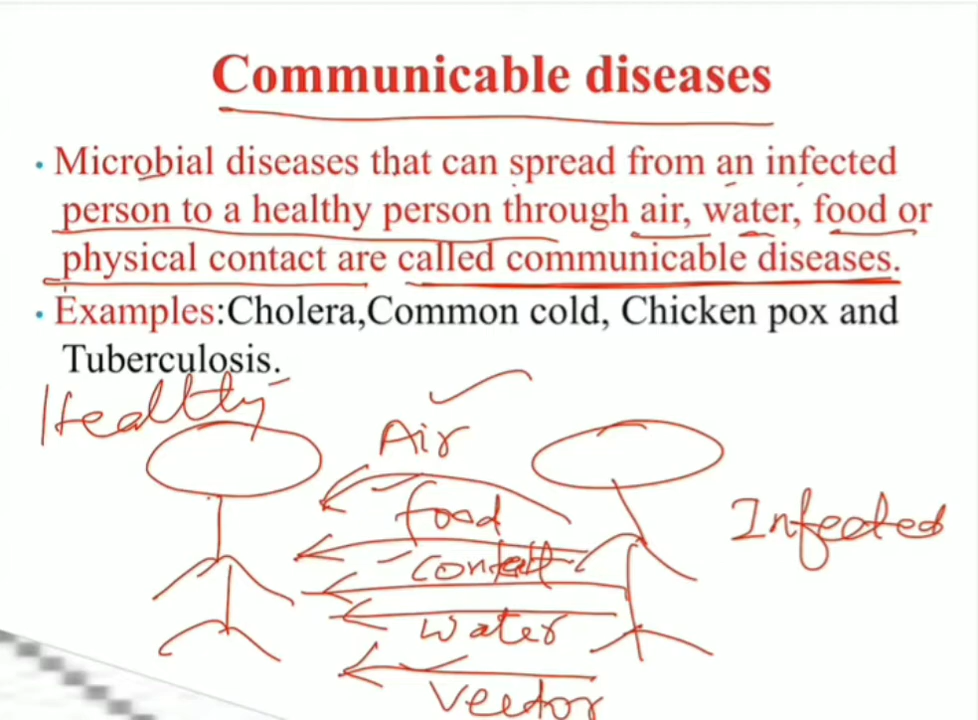 Communicable diseases
• Microbial diseases that can spread from an infected
person to a healthy person through air, water, food or
physical contact are called communicable diseases.
• Examples:Cholera,Common cold, Chicken pox and
Tuberculosis.
Healthy
Air
food
Infected
contact
water
Vector